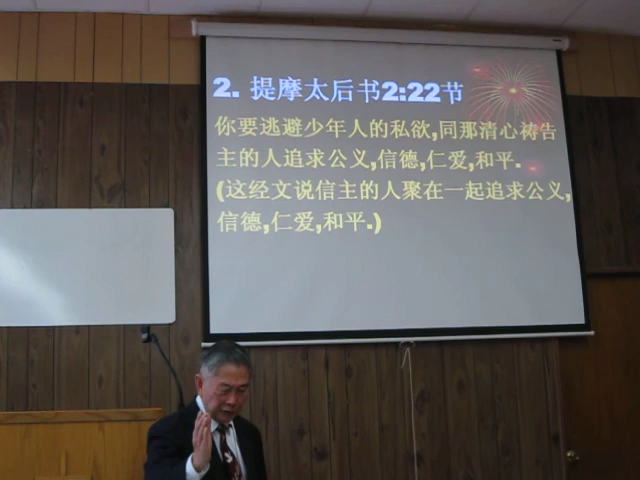 2. 提摩太后书2:22节
你要逃避少年人的私欲,同那清心祷告
主的人追求公义,信德,仁爱,和平.
(这经文说信主的人聚在一起追求公义,
信德,仁爱,和平.)